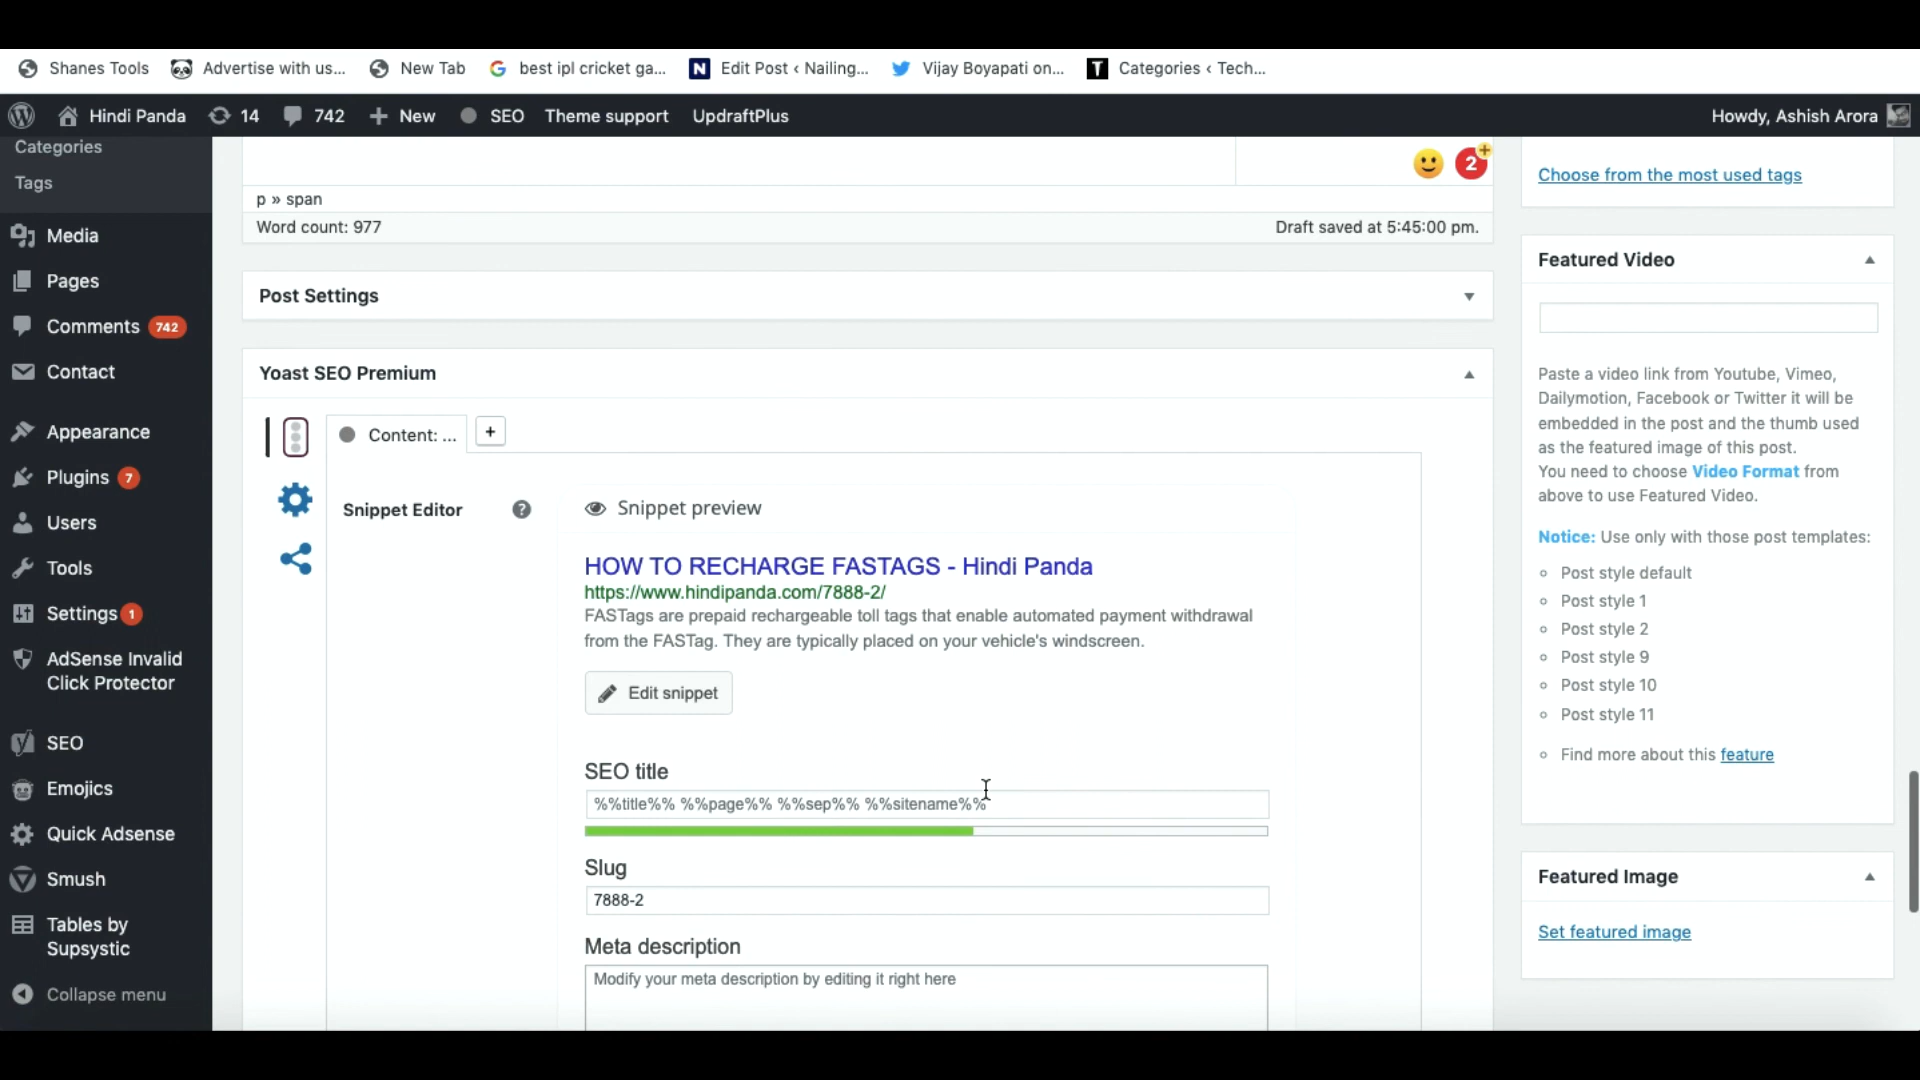 Shanes Tools
Advertise with us...
New Tab
best ipl cricket ga...
Edit Post < Nailing...
Vijay Boyapati on...
Categories < Tech...
Hindi Panda
14
742
New
SEO
Theme support
UpdraftPlus
Howdy, Ashish Arora
Categories
Tags
Media
Pages
Comments 742
Contact
Appearance
Plugins 7
Users
Tools
Settings 1
AdSense Invalid
Click Protector
SEO
Emojics
Quick Adsense
Smush
Tables by
Supsystic
Collapse menu
2
p » span
Word count: 977
Draft saved at 5:45:00 pm.
Post Settings
Yoast SEO Premium
Content: ...
+
Snippet Editor
Snippet preview
HOW TO RECHARGE FASTAGS - Hindi Panda
https://www.hindipanda.com/7888-2/
FASTags are prepaid rechargeable toll tags that enable automated payment withdrawal
from the FASTag. They are typically placed on your vehicle's windscreen.
Edit snippet
SEO title
%%title%% %%page%% %%sep%% %%sitename%%
Slug
7888-2
Meta description
Modify your meta description by editing it right here
Choose from the most used tags
Featured Video
Paste a video link from Youtube, Vimeo,
Dailymotion, Facebook or Twitter it will be
embedded in the post and the thumb used
as the featured image of this post.
You need to choose Video Format from
above to use Featured Video.
Notice: Use only with those post templates:
Post style default
Post style 1
Post style 2
Post style 9
Post style 10
Post style 11
Find more about this feature
Featured Image
Set featured image